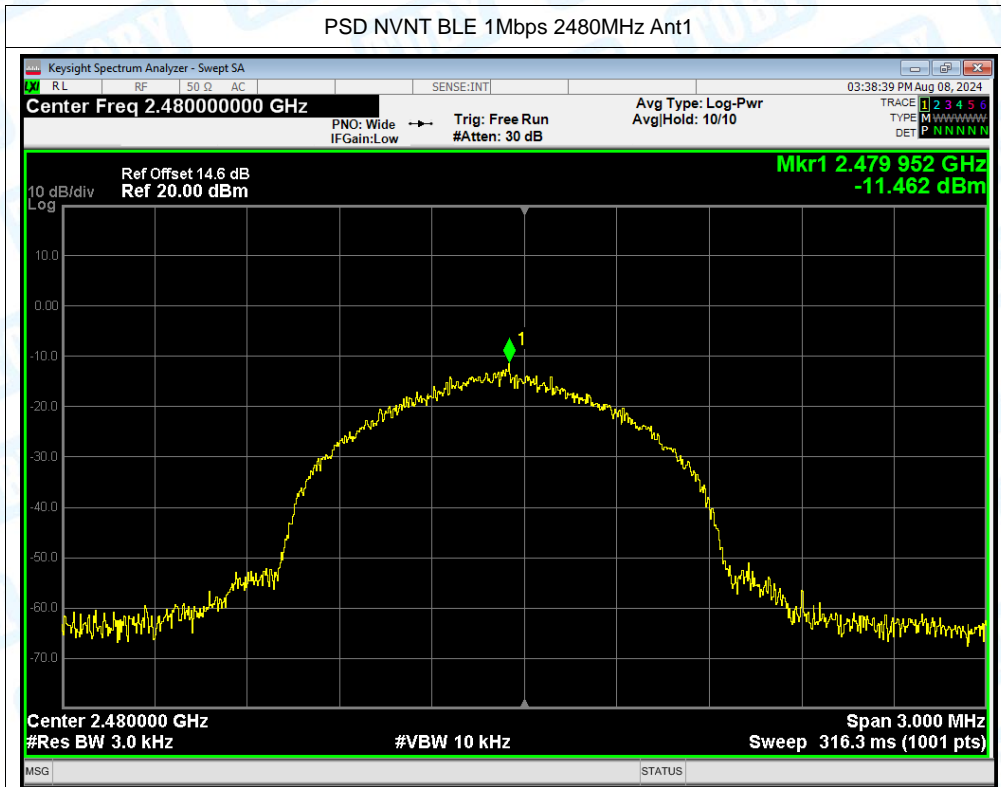 PSD NVNT BLE 1Mbps 2480MHz Ant1
Keysight Spectrum Analyzer - Swept SA
LXI RL RF 50 Ω AC SENSE:INT 03:38:39 PM Aug 08, 2024
Center Freq 2.480000000 GHz
PNO: Wide
IFGain:Low
Trig: Free Run
#Atten: 30 dB
Avg Type: Log-Pwr
Avg|Hold: 10/10
TRACE 1 2 3 4 5 6
TYPE M WWWWW
DET P N N N N N
Mkr1 2.479 952 GHz
-11.462 dBm
Ref Offset 14.6 dB
10 dB/div Ref 20.00 dBm
Log
10.0
0.00
1
-10.0
-20.0
-30.0
-40.0
-50.0
-60.0
-70.0
Center 2.480000 GHz Span 3.000 MHz
#Res BW 3.0 kHz #VBW 10 kHz Sweep 316.3 ms (1001 pts)
MSG STATUS